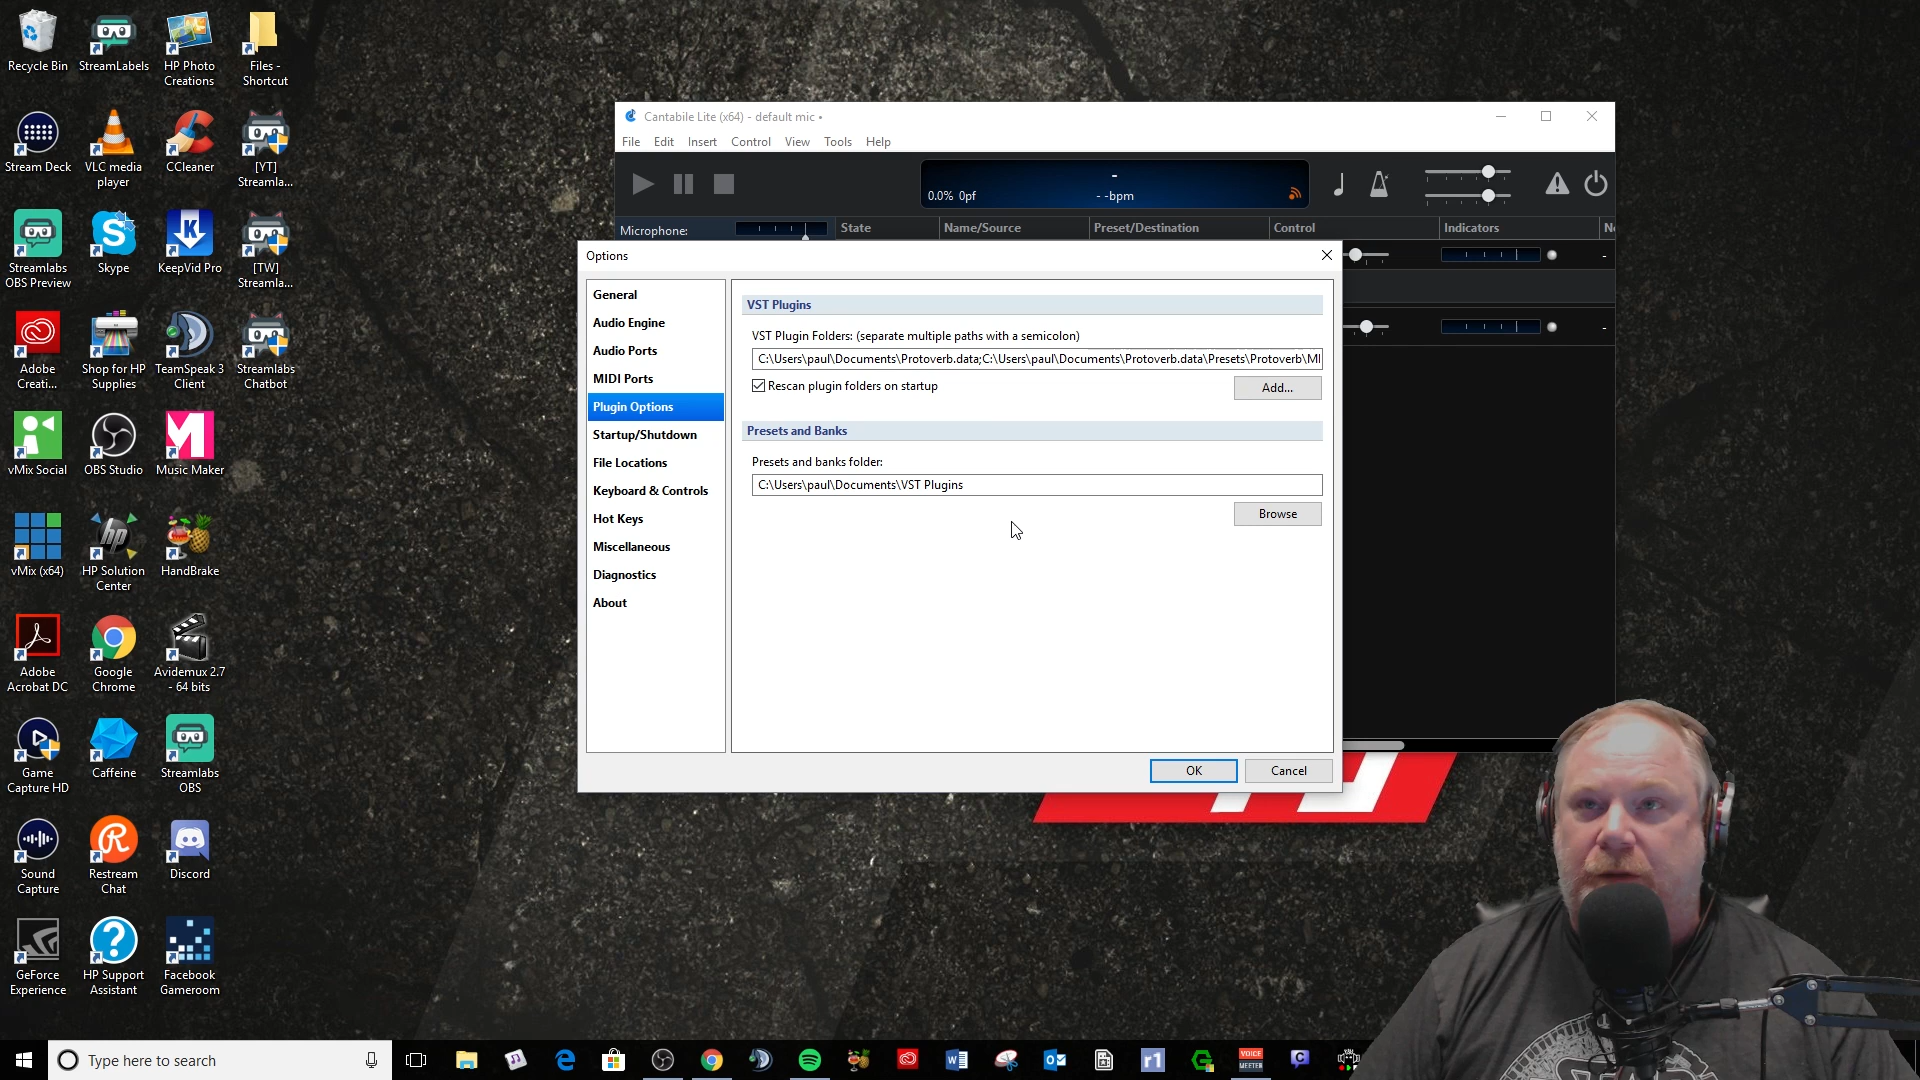 Recycle Bin
StreamLabels
HP Photo
Creations
Files -
Shortcut
Stream Deck
VLC media
player
CCleaner
[YT]
Streamla...
Streamlabs
OBS Preview
Skype
KeepVid Pro
[TW]
Streamla...
Adobe
Creati...
Shop for HP
Supplies
TeamSpeak 3
Client
Streamlabs
Chatbot
vMix Social
OBS Studio
Music Maker
vMix (x64)
HP Solution
Center
HandBrake
Adobe
Acrobat DC
Google
Chrome
Avidemux 2.7
- 64 bits
Game
Capture HD
Caffeine
Streamlabs
OBS
Sound
Capture
Restream
Chat
Discord
GeForce
Experience
HP Support
Assistant
Facebook
Gameroom
Cantabile Lite (x64) - default mic •
File Edit Insert Control View Tools Help
-
0.0% 0pf
- -bpm
Microphone:
State Name/Source Preset/Destination Control Indicators
Options
General
Audio Engine
Audio Ports
MIDI Ports
Plugin Options
Startup/Shutdown
File Locations
Keyboard & Controls
Hot Keys
Miscellaneous
Diagnostics
About
VST Plugins
VST Plugin Folders: (separate multiple paths with a semicolon)
C:\Users\paul\Documents\Protoverb.data;C:\Users\paul\Documents\Protoverb.data\Presets\Protoverb\MI
Rescan plugin folders on startup
Add...
Presets and Banks
Presets and banks folder:
C:\Users\paul\Documents\VST Plugins
Browse
OK
Cancel
Type here to search
VOICE
MEETER